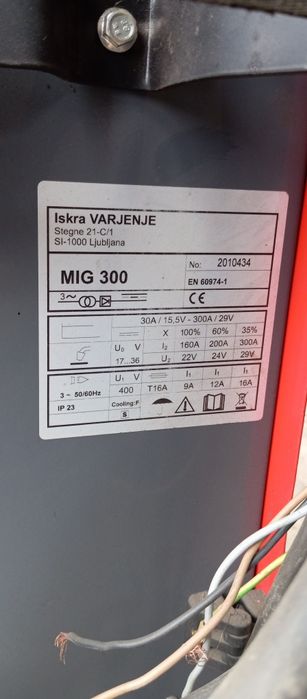 Iskra VARJENJE
Stegne 21-C/1
SI-1000 Ljubljana
No: 2010434
MIG 300
EN 60974-1
3~
CE
30A / 15,5V - 300A / 29V
X 100% 60% 35%
U₀ V I₂ 160A 200A 300A
17...36 U₂ 22V 24V 29V
U₁ V I₁ I₁ I₁
3 ~ 50/60Hz 400 T16A 9A 12A 16A
IP 23 Cooling:F
S